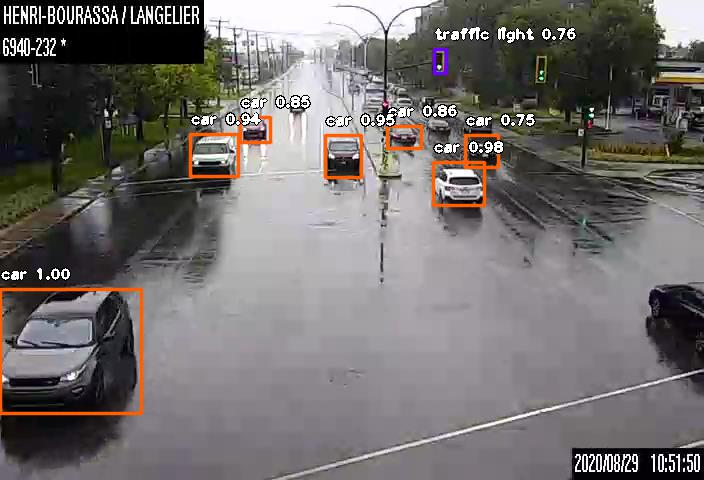 HENRI-BOURASSA / LANGELIER
6940-232 *
traffic light 0.76
car 0.85
car 0.94
car 0.95
car 0.86
car 0.75
car 0.98
car 1.00
2020/08/29 10:51:50